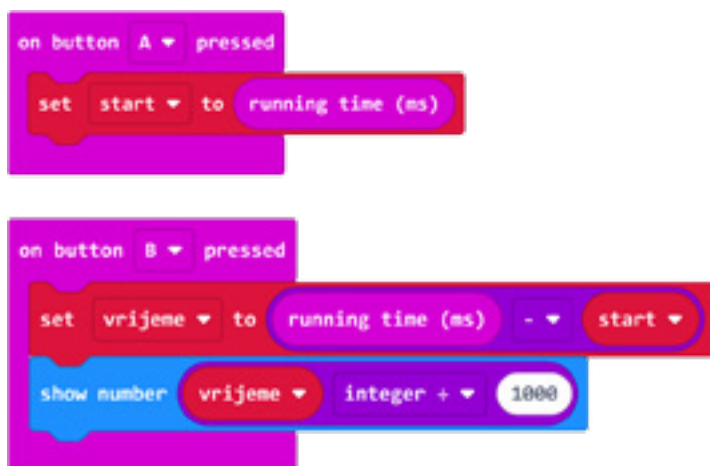 on button A pressed
set start to running time (ms)
on button B pressed
set vrijeme to running time (ms) - start
show number vrijeme integer ÷ 1000